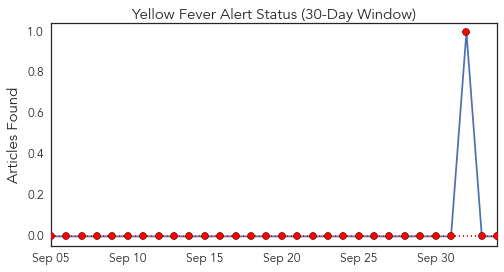 Yellow Fever Alert Status (30-Day Window)
Articles Found
1.0
0.8
0.6
0.4
0.2
0.0
Sep 05 Sep 10 Sep 15 Sep 20 Sep 25 Sep 30